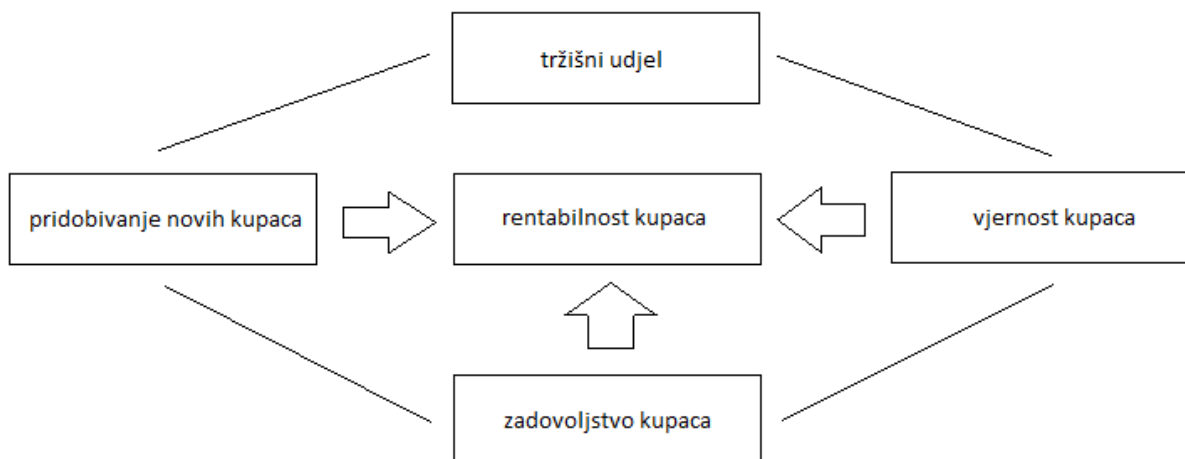 tržišni udjel
pridobivanje novih kupaca
rentabilnost kupaca
vjernost kupaca
zadovoljstvo kupaca